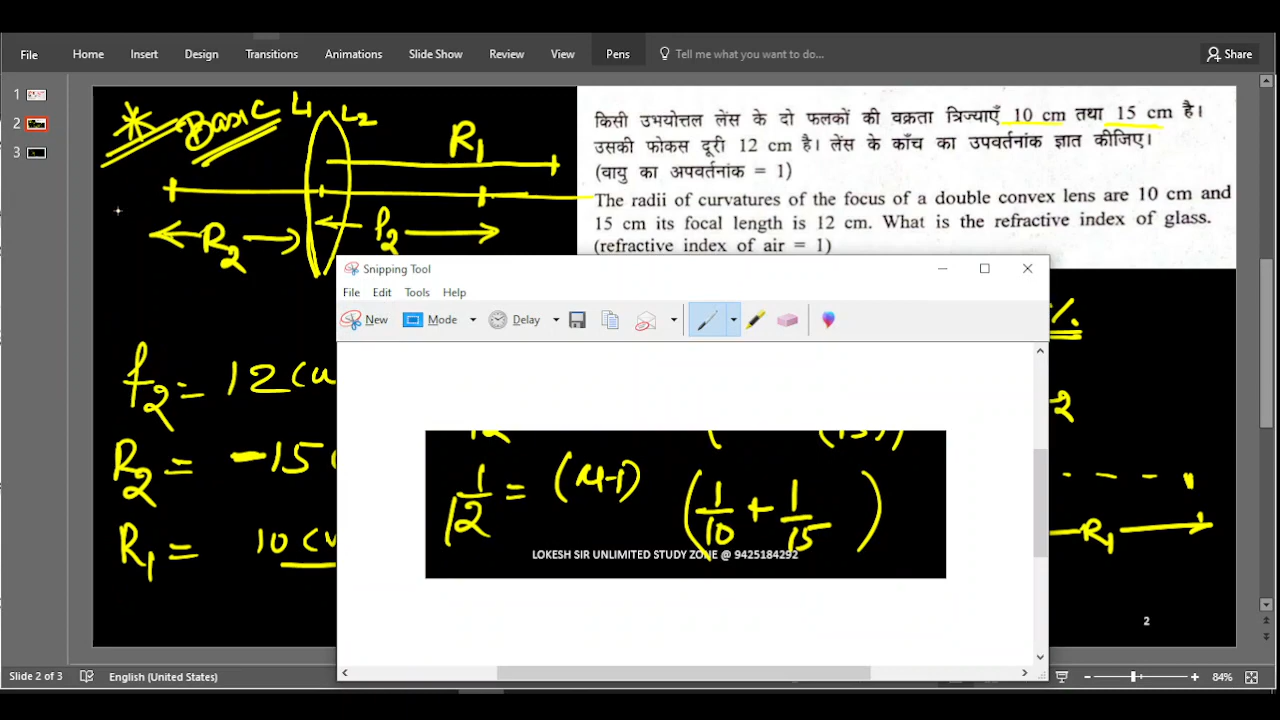 File Home Insert Design Transitions Animations Slide Show Review View Pens Tell me what you want to do... Share
1
2
3
* Basic L1 L2
R1
R2 f2
किसी उभयोत्तल लेंस के दो फलकों की वक्रता त्रिज्याएँ 10 cm तथा 15 cm है।
उसकी फोकस दूरी 12 cm है। लेंस के काँच का उपवर्तनांक ज्ञात कीजिए।
(वायु का अपवर्तनांक = 1)
The radii of curvatures of the focus of a double convex lens are 10 cm and
15 cm its focal length is 12 cm. What is the refractive index of glass.
(refractive index of air = 1)
f2 = 12 cm
R2 = -15
R1 = 10
Snipping Tool
File Edit Tools Help
New Mode Delay
1/12 = (μ-1) (1/10 + 1/15)
LOKESH SIR UNLIMITED STUDY ZONE @ 9425184292
R1
2
Slide 2 of 3 English (United States) 84%